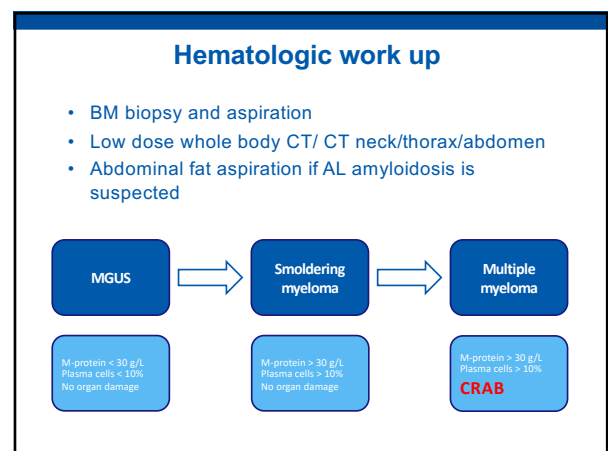 Hematologic work up
• BM biopsy and aspiration
• Low dose whole body CT/ CT neck/thorax/abdomen
• Abdominal fat aspiration if AL amyloidosis is
suspected
MGUS
Smoldering
myeloma
Multiple
myeloma
M-protein < 30 g/L
Plasma cells < 10%
No organ damage
M-protein > 30 g/L
Plasma cells > 10%
No organ damage
M-protein > 30 g/L
Plasma cells > 10%
CRAB